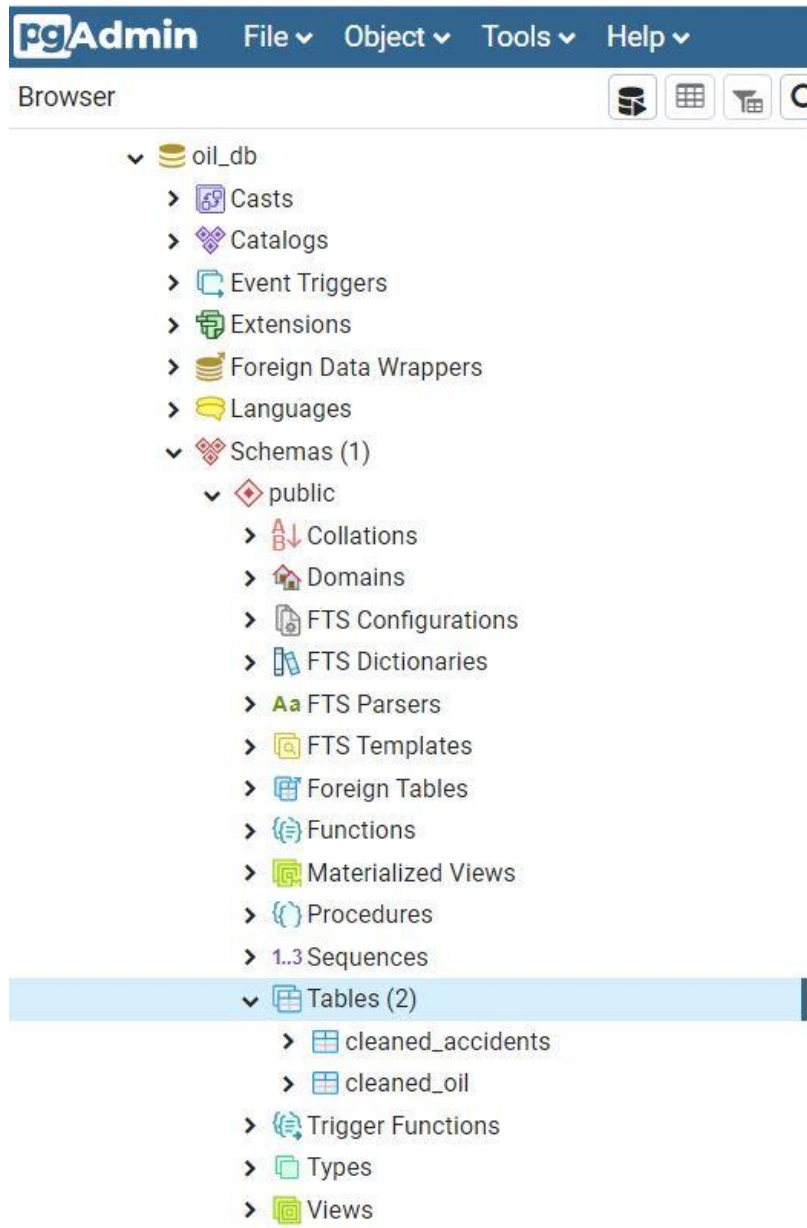 pgAdmin File Object Tools Help
Browser
oil_db
Casts
Catalogs
Event Triggers
Extensions
Foreign Data Wrappers
Languages
Schemas (1)
public
Collations
Domains
FTS Configurations
FTS Dictionaries
Aa FTS Parsers
FTS Templates
Foreign Tables
Functions
Materialized Views
Procedures
1..3 Sequences
Tables (2)
cleaned_accidents
cleaned_oil
Trigger Functions
Types
Views